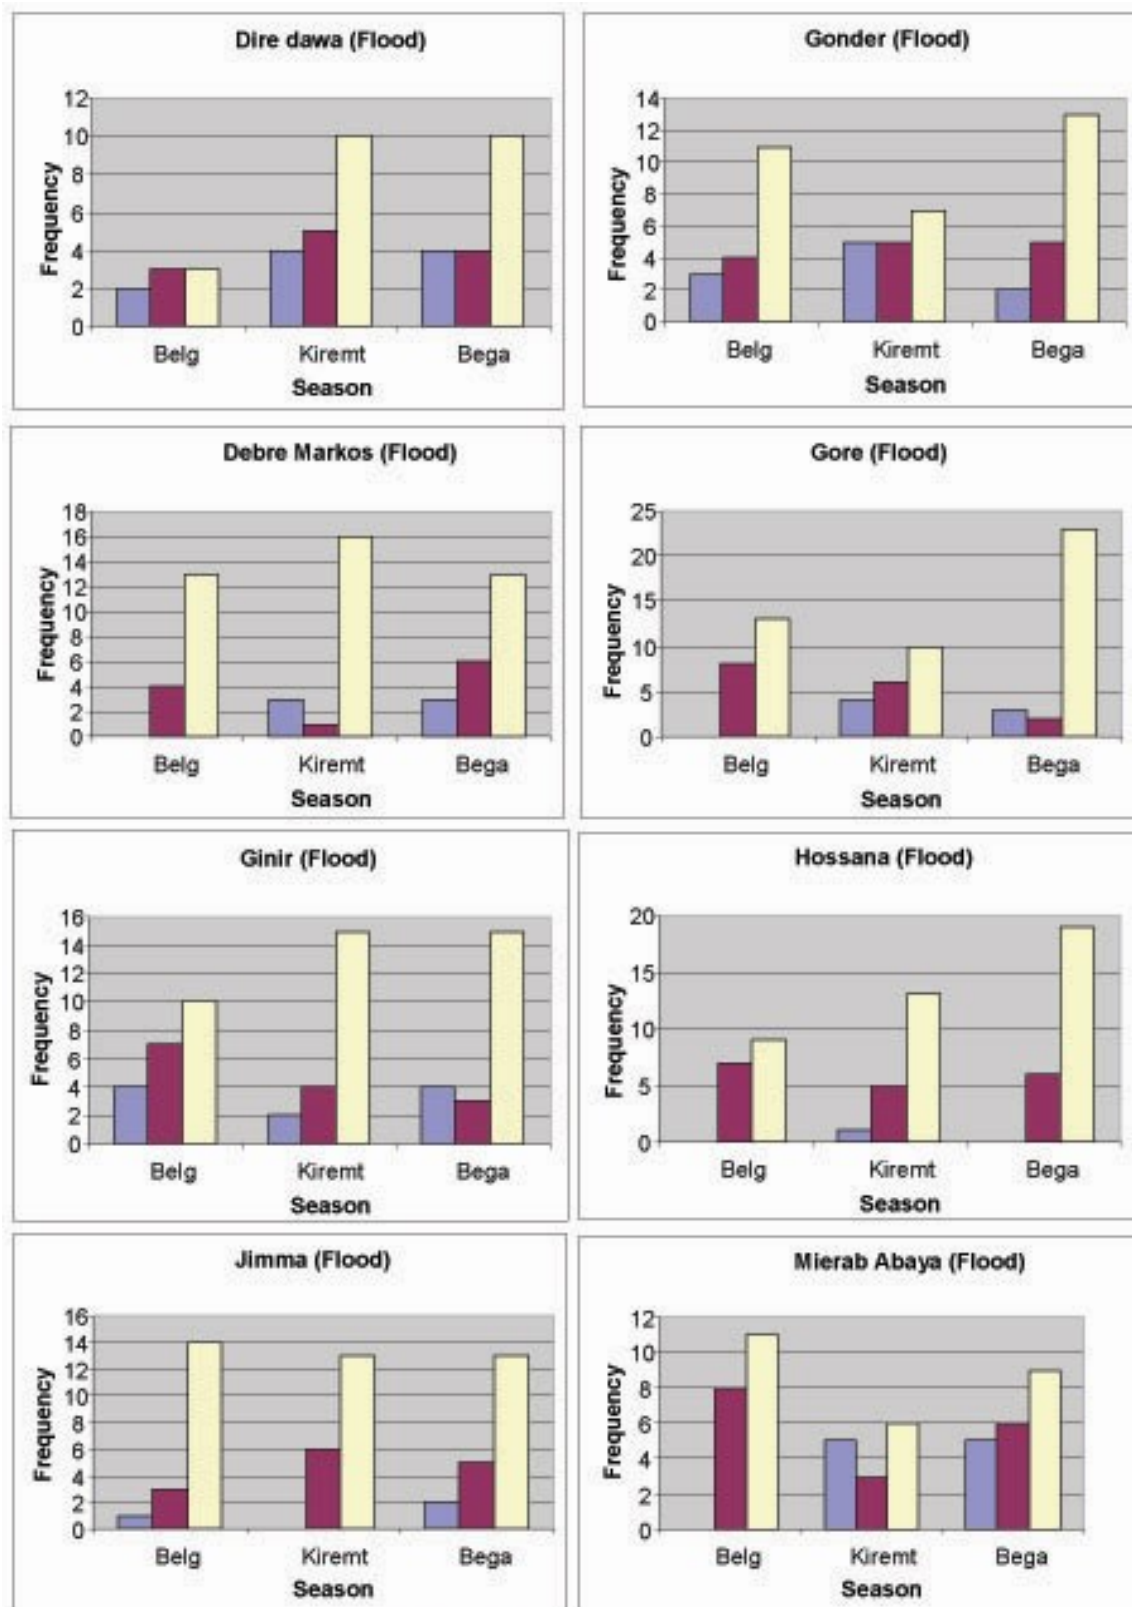 Dire dawa (Flood)
12
10
8
6
4
2
0
Frequency
Belg Kiremt Bega
Season
Gonder (Flood)
14
12
10
8
6
4
2
0
Frequency
Belg Kiremt Bega
Season
Debre Markos (Flood)
18
16
14
12
10
8
6
4
2
0
Frequency
Belg Kiremt Bega
Season
Gore (Flood)
25
20
15
10
5
0
Frequency
Belg Kiremt Bega
Season
Ginir (Flood)
16
14
12
10
8
6
4
2
0
Frequency
Belg Kiremt Bega
Season
Hossana (Flood)
20
15
10
5
0
Frequency
Belg Kiremt Bega
Season
Jimma (Flood)
16
14
12
10
8
6
4
2
0
Frequency
Belg Kiremt Bega
Season
Mierab Abaya (Flood)
12
10
8
6
4
2
0
Frequency
Belg Kiremt Bega
Season